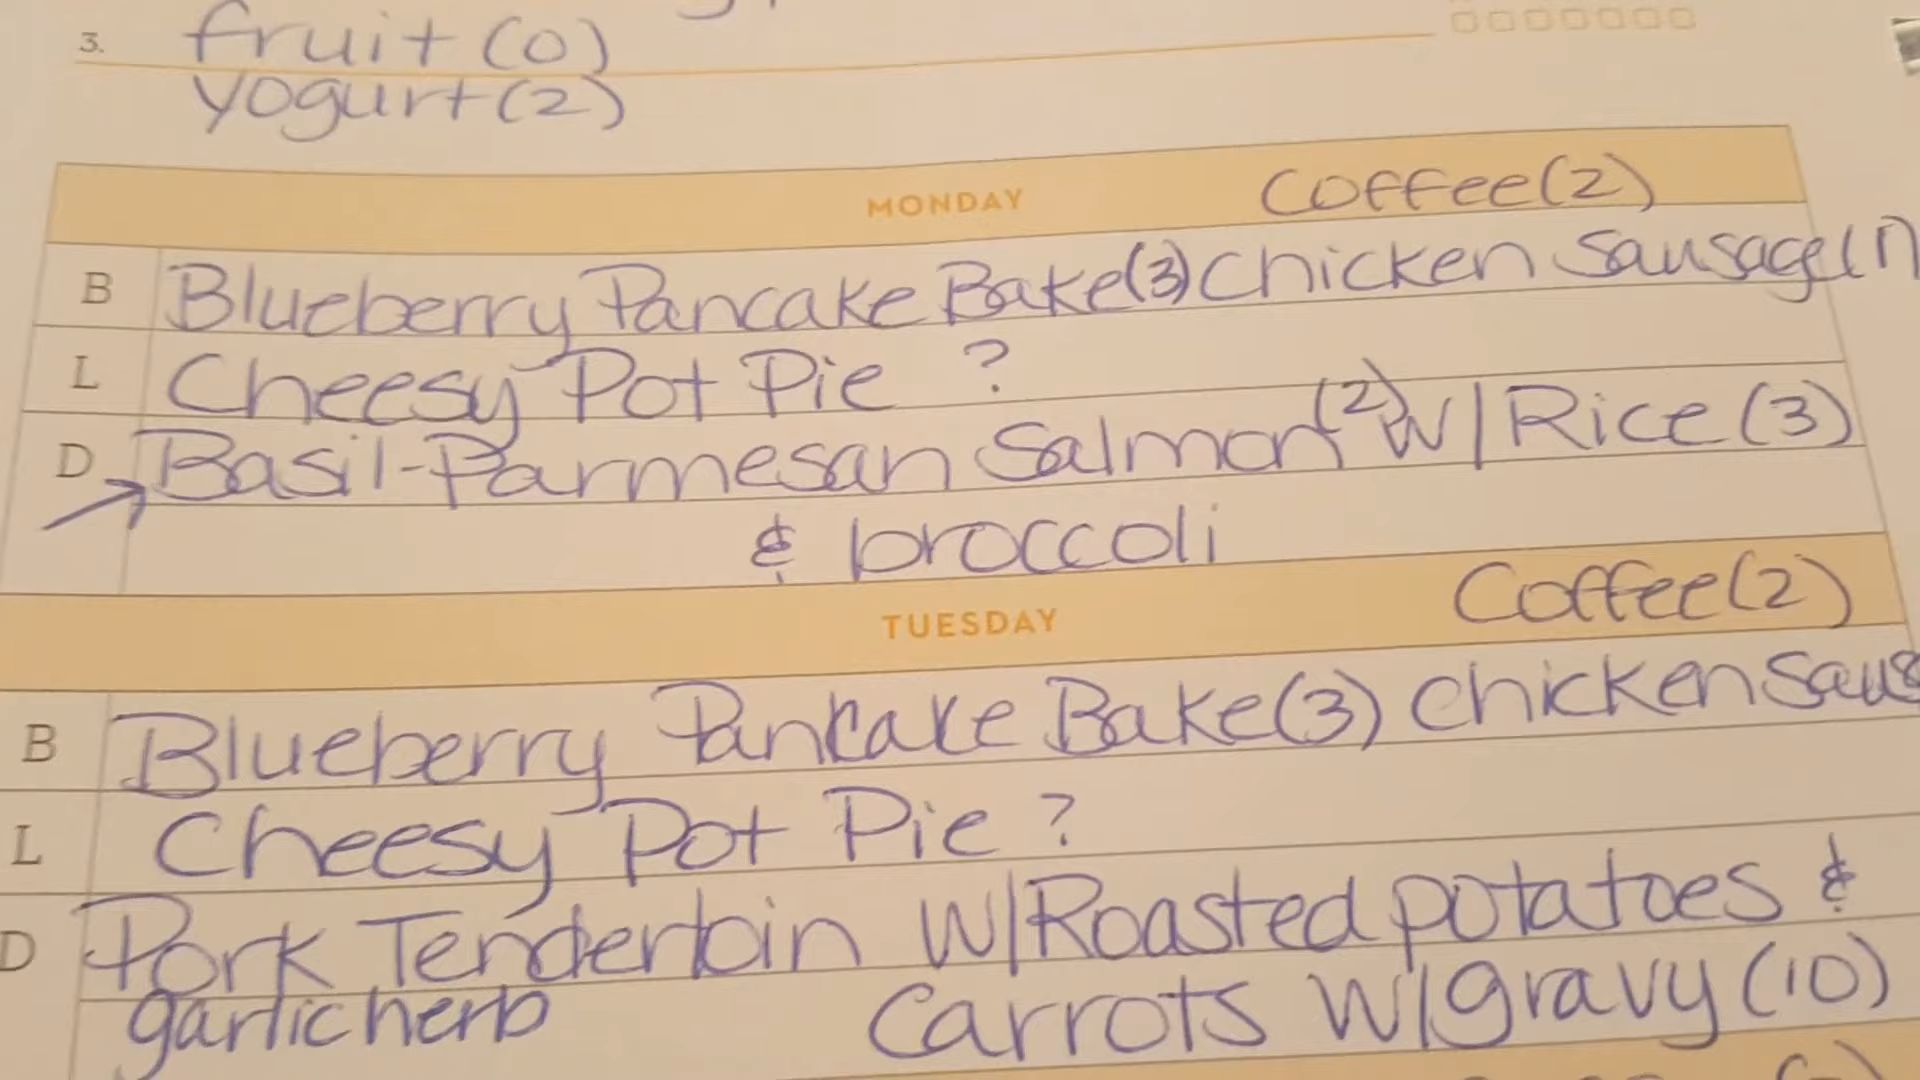 3. fruit (0)
yogurt (2)
MONDAY Coffee (2)
B Blueberry Pancake Bake (3) Chicken Sausage (1)
L Cheesy Pot Pie ?
D Basil-Parmesan Salmon (2) W/ Rice (3)
& broccoli
TUESDAY Coffee (2)
B Blueberry Pancake Bake (3) Chicken Saus
L Cheesy Pot Pie ?
D Pork Tenderloin W/ Roasted potatoes &
garlic herb Carrots W/ gravy (10)